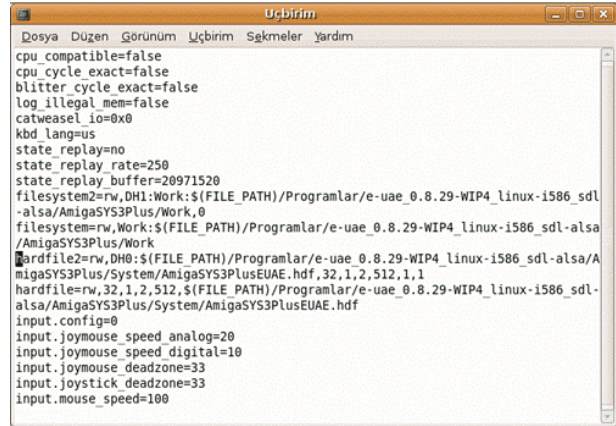 Uçbirim
Dosya Düzen Görünüm Uçbirim Sekmeler Yardım
cpu_compatible=false
cpu_cycle_exact=false
blitter_cycle_exact=false
log_illegal_mem=false
catweasel_io=0x0
kbd_lang=us
state_replay=no
state_replay_rate=250
state_replay_buffer=20971520
filesystem2=rw,DH1:Work:$(FILE_PATH)/Programlar/e-uae_0.8.29-WIP4_linux-i586_sdl
-alsa/AmigaSYS3Plus/Work,0
filesystem=rw,Work:$(FILE_PATH)/Programlar/e-uae_0.8.29-WIP4_linux-i586_sdl-alsa
/AmigaSYS3Plus/Work
hardfile2=rw,DH0:$(FILE_PATH)/Programlar/e-uae_0.8.29-WIP4_linux-i586_sdl-alsa/A
migaSYS3Plus/System/AmigaSYS3PlusEUAE.hdf,32,1,2,512,1,1
hardfile=rw,32,1,2,512,$(FILE_PATH)/Programlar/e-uae_0.8.29-WIP4_linux-i586_sdl-
alsa/AmigaSYS3Plus/System/AmigaSYS3PlusEUAE.hdf
input.config=0
input.joymouse_speed_analog=20
input.joymouse_speed_digital=10
input.joymouse_deadzone=33
input.joystick_deadzone=33
input.mouse_speed=100